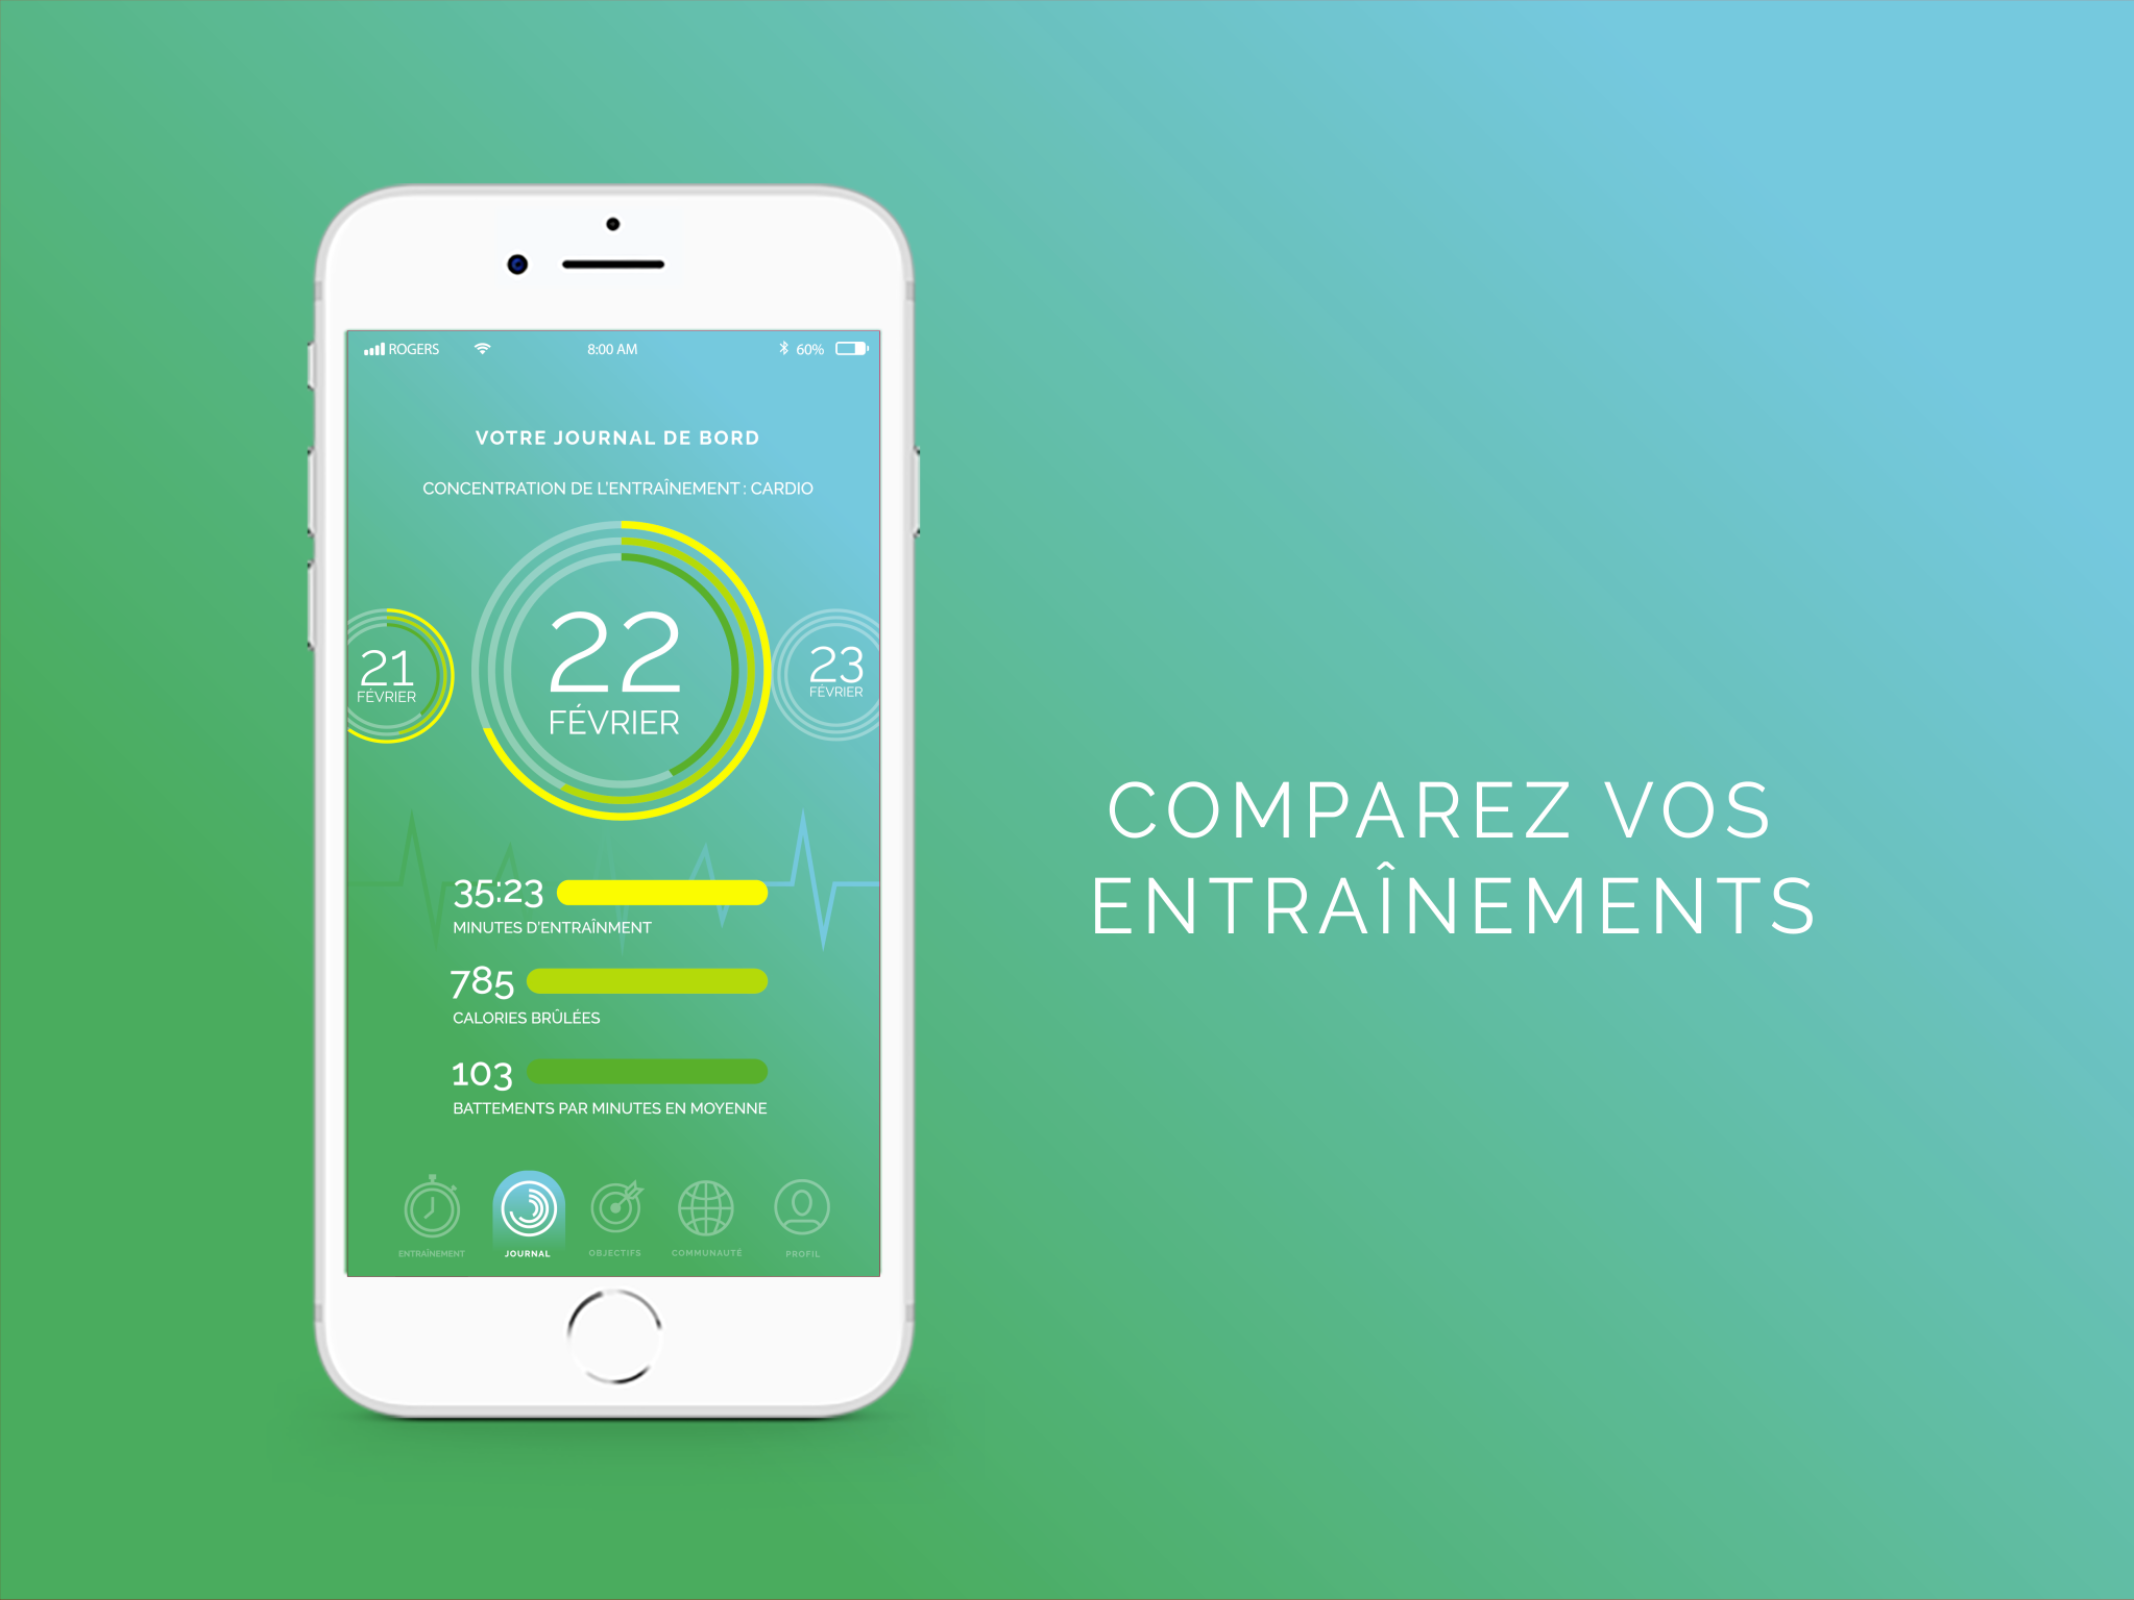 ROGERS 8:00 AM 60%
VOTRE JOURNAL DE BORD
CONCENTRATION DE L'ENTRAÎNEMENT : CARDIO
21
FÉVRIER
22
FÉVRIER
23
FÉVRIER
35:23
MINUTES D'ENTRAÎNMENT
785
CALORIES BRÛLÉES
103
BATTEMENTS PAR MINUTES EN MOYENNE
ENTRAÎNEMENT JOURNAL OBJECTIFS COMMUNAUTÉ PROFIL
COMPAREZ VOS
ENTRAÎNEMENTS